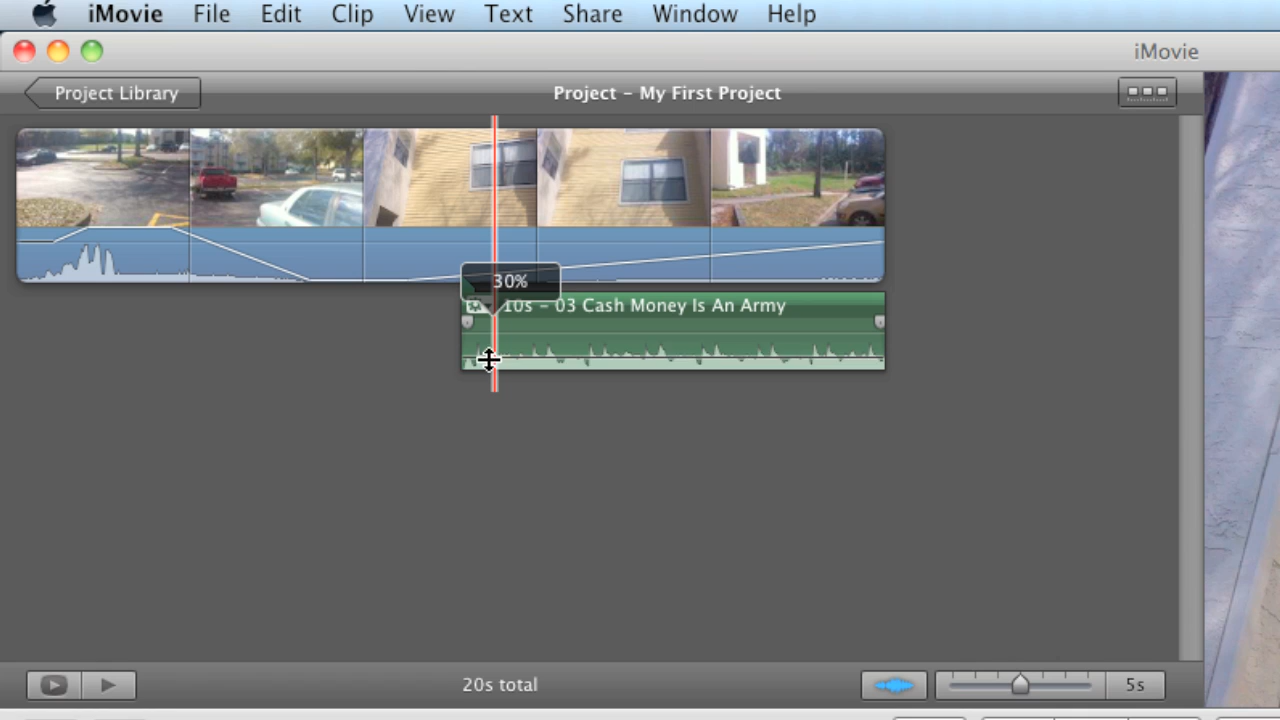 iMovie File Edit Clip View Text Share Window Help
iMovie
Project Library
Project - My First Project
30%
10s - 03 Cash Money Is An Army
20s total
5s